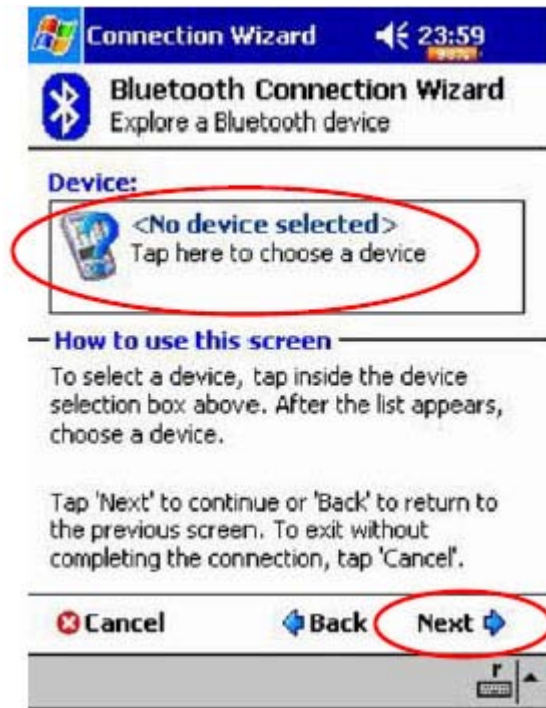 Connection Wizard 23:59
98%
Bluetooth Connection Wizard
Explore a Bluetooth device
Device:
<No device selected>
Tap here to choose a device
How to use this screen
To select a device, tap inside the device
selection box above. After the list appears,
choose a device.
Tap 'Next' to continue or 'Back' to return to
the previous screen. To exit without
completing the connection, tap 'Cancel'.
Cancel Back Next
r